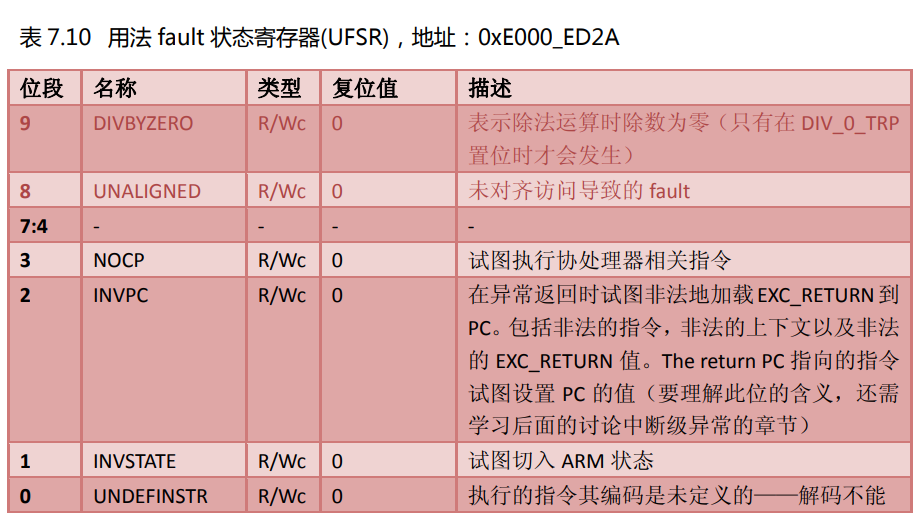 表 7.10 用法 fault 状态寄存器(UFSR)，地址：0xE000_ED2A
位段 名称 类型 复位值 描述
9 DIVBYZERO R/Wc 0 表示除法运算时除数为零（只有在 DIV_0_TRP
置位时才会发生）
8 UNALIGNED R/Wc 0 未对齐访问导致的 fault
7:4 - - - -
3 NOCP R/Wc 0 试图执行协处理器相关指令
2 INVPC R/Wc 0 在异常返回时试图非法地加载 EXC_RETURN 到
PC。包括非法的指令，非法的上下文以及非法
的 EXC_RETURN 值。The return PC 指向的指令
试图设置 PC 的值（要理解此位的含义，还需
学习后面的讨论中断级异常的章节）
1 INVSTATE R/Wc 0 试图切入 ARM 状态
0 UNDEFINSTR R/Wc 0 执行的指令其编码是未定义的——解码不能